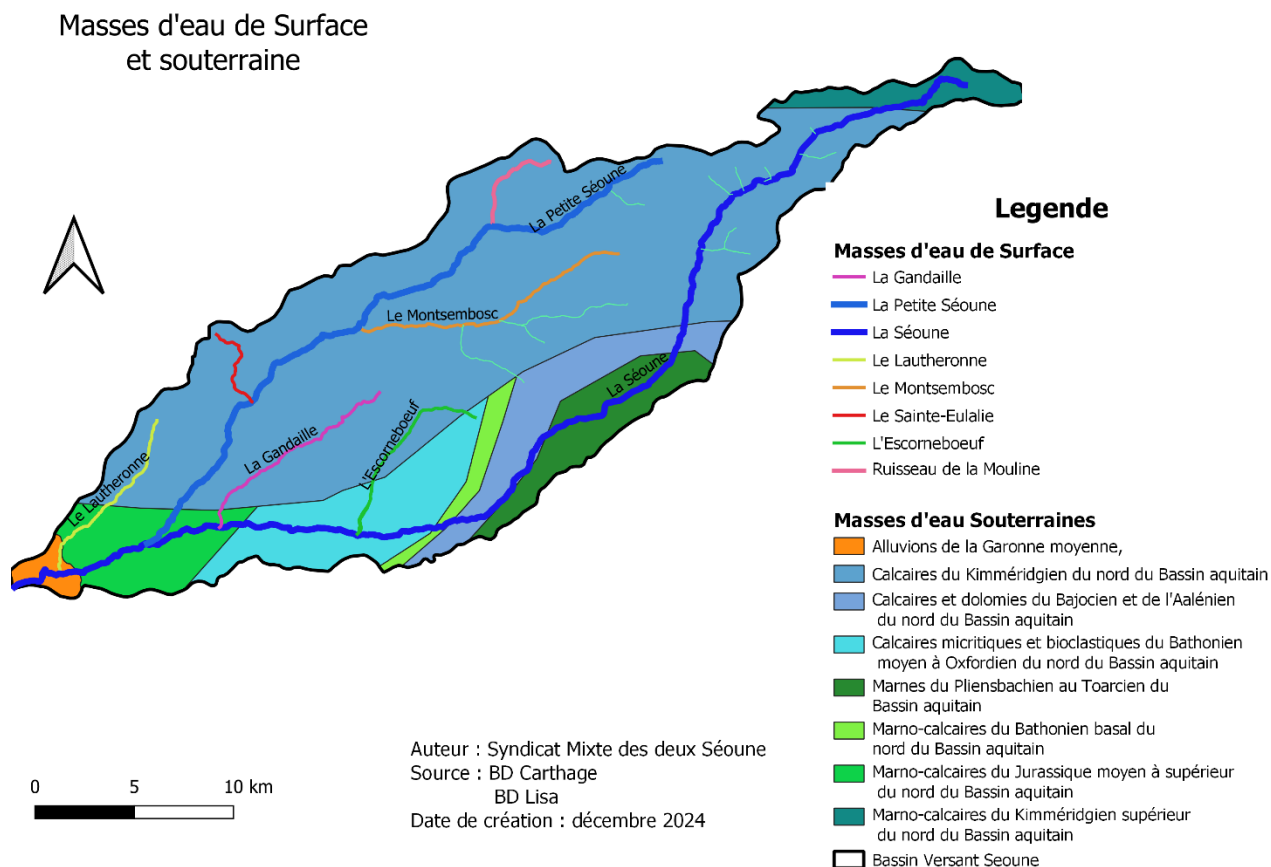 Masses d'eau de Surface
et souterraine
La Petite Séoune
Le Montsembosc
La Séoune
L'Escorneboeuf
La Gandaille
Le Lautheronne
Legende
Masses d'eau de Surface
La Gandaille
La Petite Séoune
La Séoune
Le Lautheronne
Le Montsembosc
Le Sainte-Eulalie
L'Escorneboeuf
Ruisseau de la Mouline
Masses d'eau Souterraines
Alluvions de la Garonne moyenne,
Calcaires du Kimméridgien du nord du Bassin aquitain
Calcaires et dolomies du Bajocien et de l'Aalénien
du nord du Bassin aquitain
Calcaires micritiques et bioclastiques du Bathonien
moyen à Oxfordien du nord du Bassin aquitain
Marnes du Pliensbachien au Toarcien du
Bassin aquitain
Marno-calcaires du Bathonien basal du
nord du Bassin aquitain
Marno-calcaires du Jurassique moyen à supérieur
du nord du Bassin aquitain
Marno-calcaires du Kimméridgien supérieur
du nord du Bassin aquitain
Bassin Versant Seoune
Auteur : Syndicat Mixte des deux Séoune
Source : BD Carthage
BD Lisa
Date de création : décembre 2024
0 5 10 km